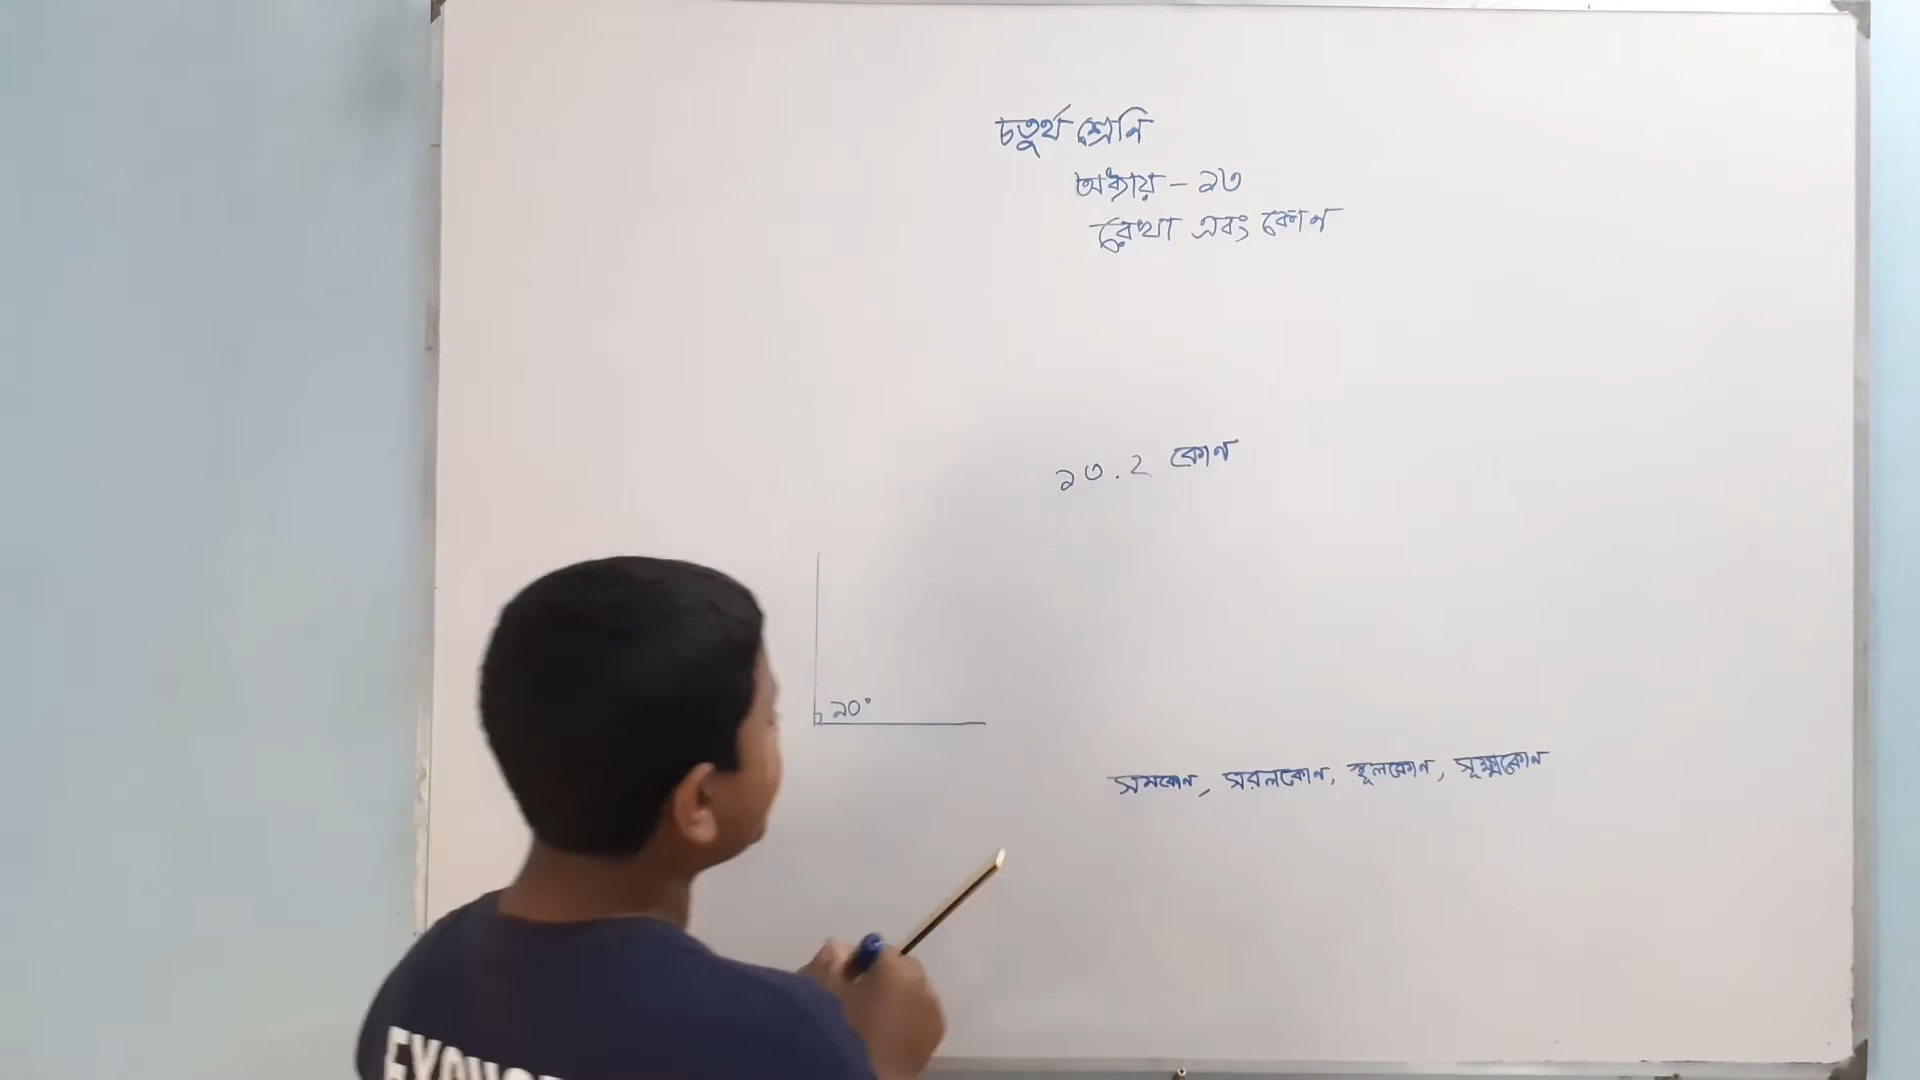 চতুর্থ শ্রেনি
অধ্যায় - ১৩
রেখা এবং কোন
১৩.২ কোন
৯০°
সমকোন, সরলকোন, স্থূলকোন, সূক্ষ্মকোন